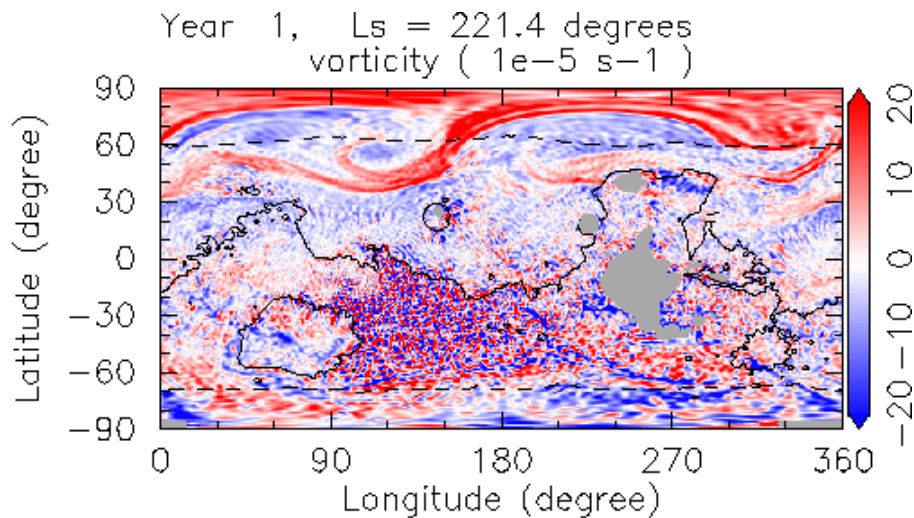 Year 1, Ls = 221.4 degrees
vorticity ( 1e-5 s-1 )
90
60
30
0
-30
-60
-90
Latitude (degree)
0 90 180 270 360
Longitude (degree)
20
10
0
-10
-20